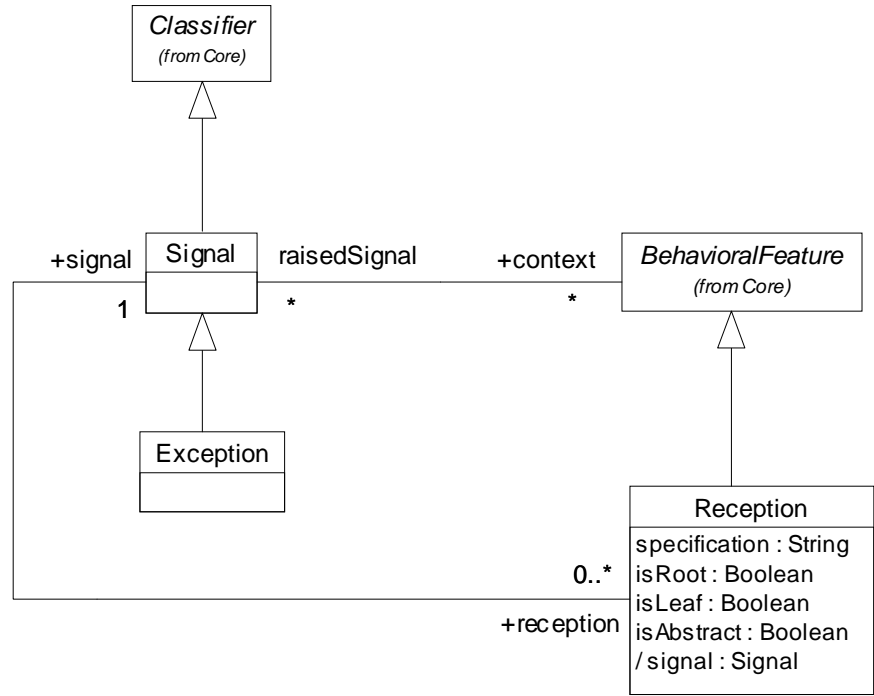 Classifier
(from Core)
+signal
Signal
raisedSignal
+context
BehavioralFeature
(from Core)
1
*
*
Exception
Reception
specification : String
isRoot : Boolean
isLeaf : Boolean
isAbstract : Boolean
/ signal : Signal
0..*
+reception